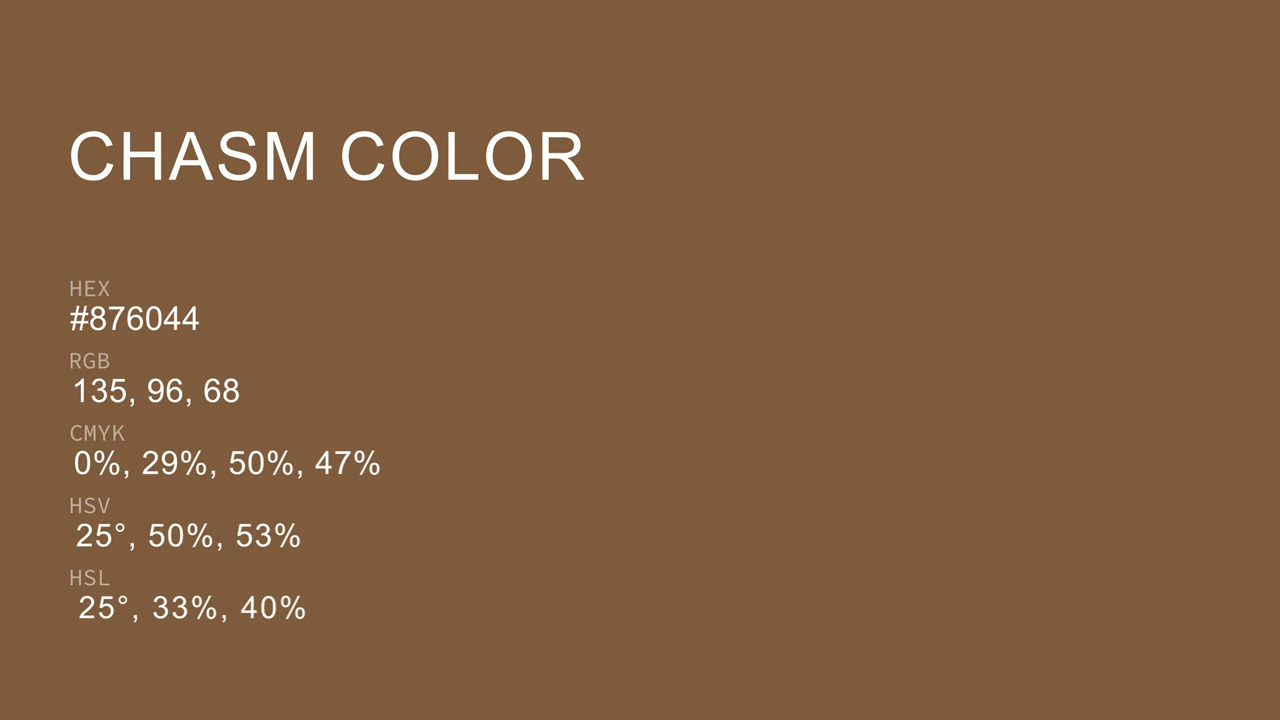 CHASM COLOR
HEX
#876044
RGB
135, 96, 68
CMYK
0%, 29%, 50%, 47%
HSV
25°, 50%, 53%
HSL
25°, 33%, 40%